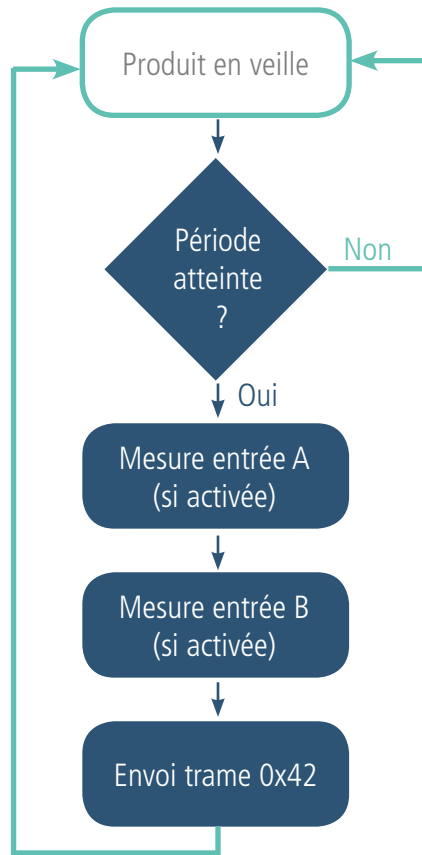 Produit en veille
Période
atteinte
?
Non
Oui
Mesure entrée A
(si activée)
Mesure entrée B
(si activée)
Envoi trame 0x42